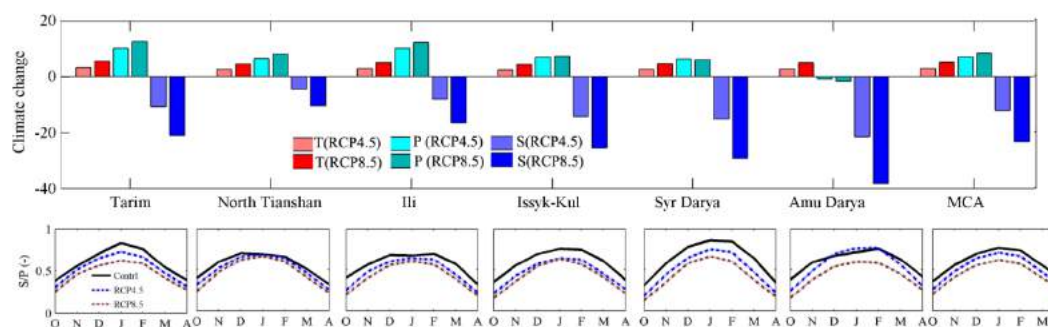 20
0
-20
-40
Climate change
T(RCP4.5) P (RCP4.5) S(RCP4.5)
T(RCP8.5) P (RCP8.5) S(RCP8.5)
Tarim North Tianshan Ili Issyk-Kul Syr Darya Amu Darya MCA
1
0.5
0
S/P (-)
Contrl
RCP4.5
RCP8.5
O N D J F M A O N D J F M A O N D J F M A O N D J F M A O N D J F M A O N D J F M A O N D J F M